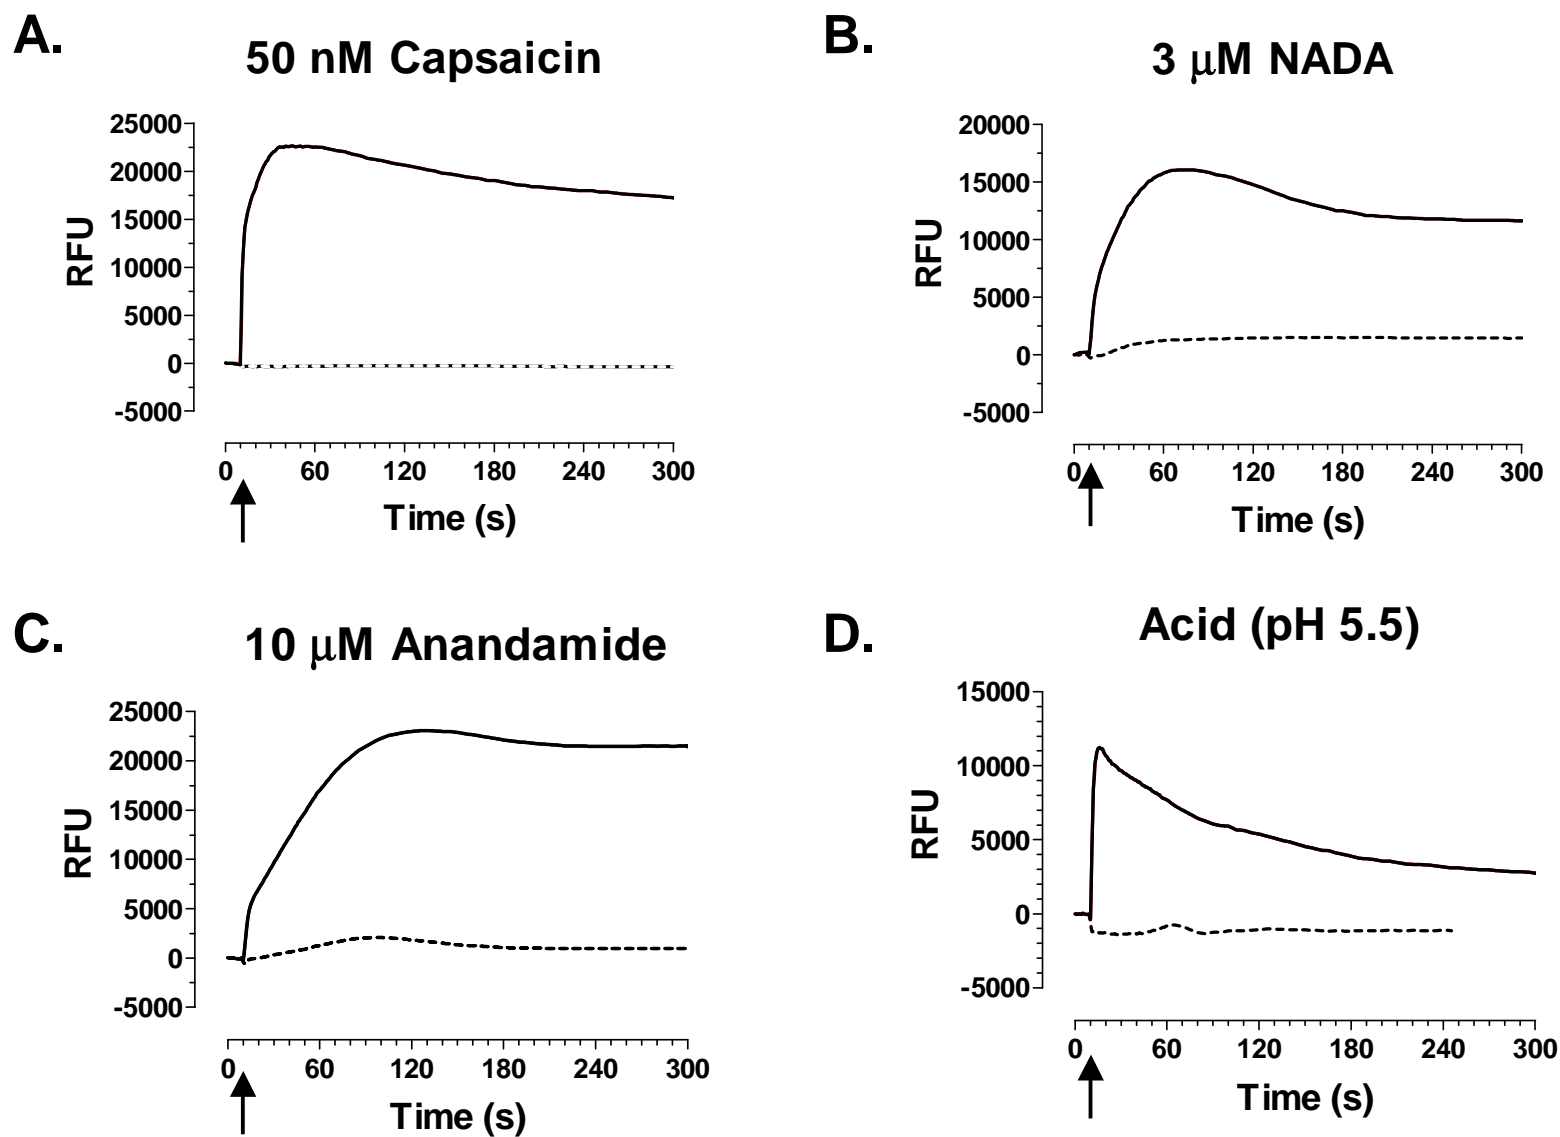 A.
50 nM Capsaicin
25000
20000
15000
10000
5000
0
-5000
RFU
0 60 120 180 240 300
Time (s)
B.
3 μM NADA
20000
15000
10000
5000
0
-5000
RFU
0 60 120 180 240 300
Time (s)
C.
10 μM Anandamide
25000
20000
15000
10000
5000
0
-5000
RFU
0 60 120 180 240 300
Time (s)
D.
Acid (pH 5.5)
15000
10000
5000
0
-5000
RFU
0 60 120 180 240 300
Time (s)